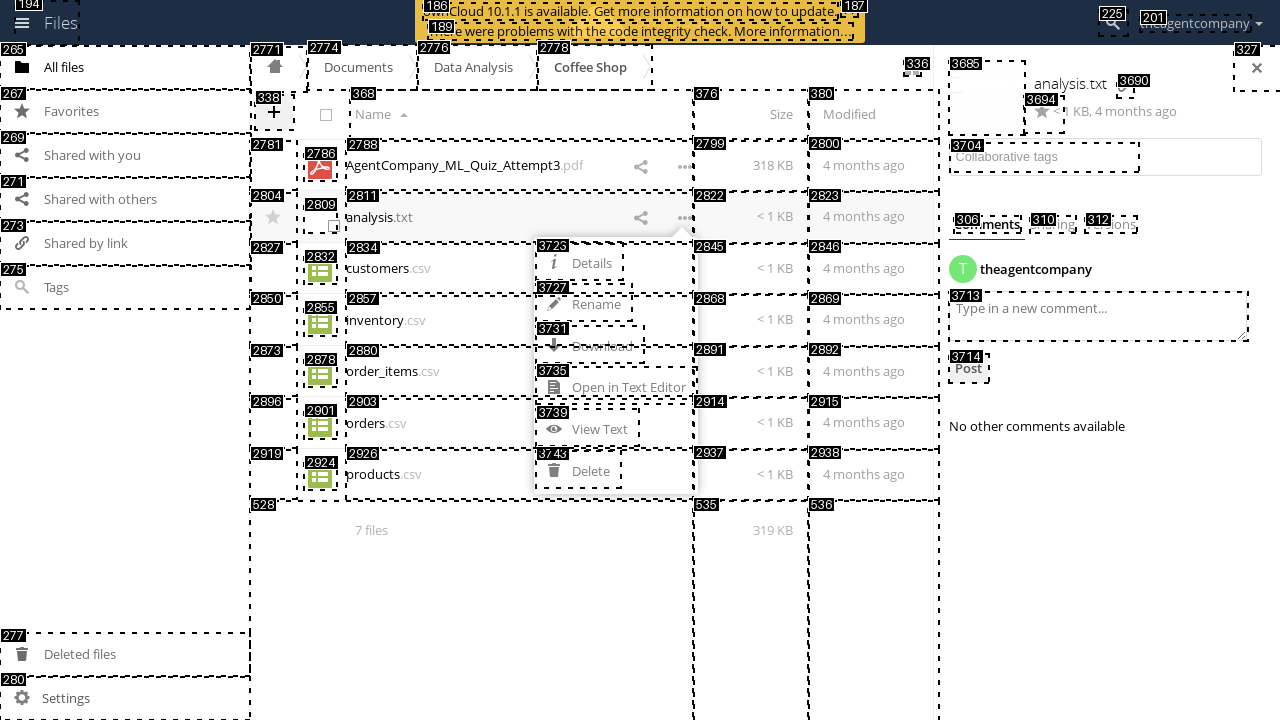 194
Files
186
ownCloud 10.1.1 is available. Get more information on how to update.
187
189
There were problems with the code integrity check. More information…
225
201
theagentcompany
265
All files
267
Favorites
269
Shared with you
271
Shared with others
273
Shared by link
275
Tags
277
Deleted files
280
Settings
2771
2774
Documents
2776
Data Analysis
2778
Coffee Shop
336
327
338
+
368
Name
376
Size
380
Modified
2781
2786
2788
AgentCompany_ML_Quiz_Attempt3.pdf
2799
318 KB
2800
4 months ago
2804
2809
2811
analysis.txt
2822
< 1 KB
2823
4 months ago
2827
2832
2834
customers.csv
2845
< 1 KB
2846
4 months ago
2850
2855
2857
inventory.csv
2868
< 1 KB
2869
4 months ago
2873
2878
2880
order_items.csv
2891
< 1 KB
2892
4 months ago
2896
2901
2903
orders.csv
2914
< 1 KB
2915
4 months ago
2919
2924
2926
products.csv
2937
< 1 KB
2938
4 months ago
528
7 files
535
319 KB
536
3723
Details
3727
Rename
3731
Download
3735
Open in Text Editor
3739
View Text
3743
Delete
3685
analysis.txt
3690
3694
< 1 KB, 4 months ago
3704
Collaborative tags
306
Comments
310
Sharing
312
Versions
T
theagentcompany
3713
Type in a new comment...
3714
Post
No other comments available